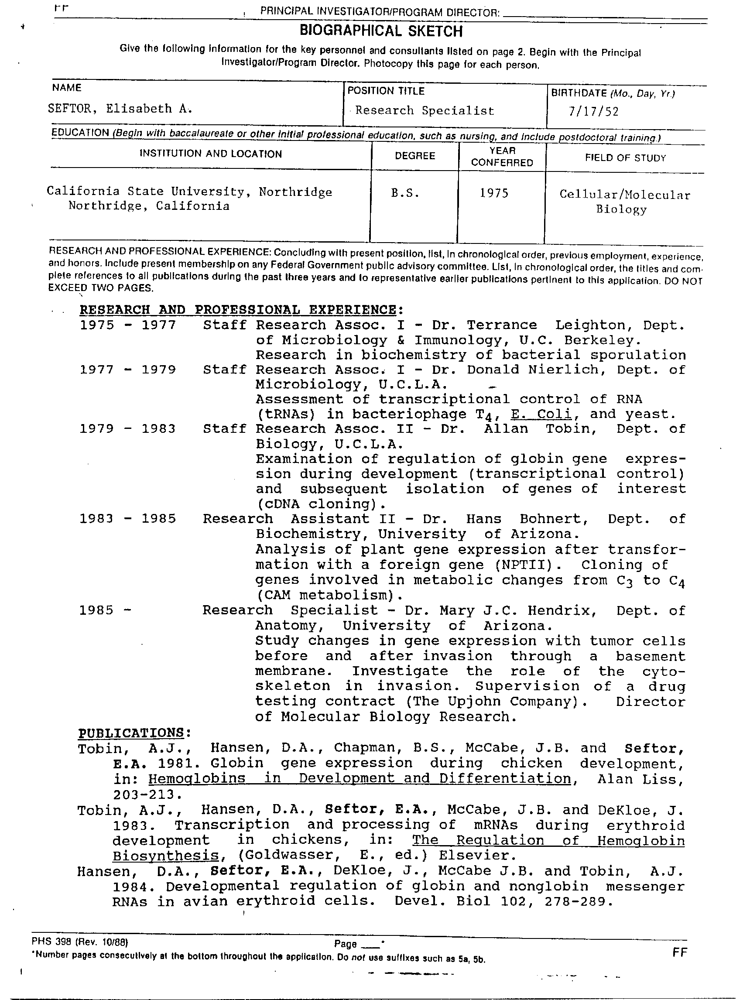 FF
PRINCIPAL INVESTIGATOR/PROGRAM DIRECTOR:
BIOGRAPHICAL SKETCH
Give the following information for the key personnel and consultants listed on page 2. Begin with the Principal
Investigator/Program Director. Photocopy this page for each person.
NAME
POSITION TITLE
BIRTHDATE (Mo., Day, Yr.)
SEFTOR, Elisabeth A.
Research Specialist
7/17/52
EDUCATION (Begin with baccalaureate or other initial professional education, such as nursing, and include postdoctoral training.)
INSTITUTION AND LOCATION
DEGREE
YEAR
CONFERRED
FIELD OF STUDY
California State University, Northridge
Northridge, California
B.S.
1975
Cellular/Molecular
Biology
RESEARCH AND PROFESSIONAL EXPERIENCE: Concluding with present position, list, in chronological order, previous employment, experience,
and honors. Include present membership on any Federal Government public advisory committee. List, in chronological order, the titles and com-
plete references to all publications during the past three years and to representative earlier publications pertinent to this application. DO NOT
EXCEED TWO PAGES.
RESEARCH AND PROFESSIONAL EXPERIENCE:
1975 - 1977 Staff Research Assoc. I - Dr. Terrance Leighton, Dept.
of Microbiology & Immunology, U.C. Berkeley.
Research in biochemistry of bacterial sporulation
1977 - 1979 Staff Research Assoc. I - Dr. Donald Nierlich, Dept. of
Microbiology, U.C.L.A.
Assessment of transcriptional control of RNA
(tRNAs) in bacteriophage T4, E. Coli, and yeast.
1979 - 1983 Staff Research Assoc. II - Dr. Allan Tobin, Dept. of
Biology, U.C.L.A.
Examination of regulation of globin gene expres-
sion during development (transcriptional control)
and subsequent isolation of genes of interest
(cDNA cloning).
1983 - 1985 Research Assistant II - Dr. Hans Bohnert, Dept. of
Biochemistry, University of Arizona.
Analysis of plant gene expression after transfor-
mation with a foreign gene (NPTII). Cloning of
genes involved in metabolic changes from C3 to C4
(CAM metabolism).
1985 - Research Specialist - Dr. Mary J.C. Hendrix, Dept. of
Anatomy, University of Arizona.
Study changes in gene expression with tumor cells
before and after invasion through a basement
membrane. Investigate the role of the cyto-
skeleton in invasion. Supervision of a drug
testing contract (The Upjohn Company). Director
of Molecular Biology Research.
PUBLICATIONS:
Tobin, A.J., Hansen, D.A., Chapman, B.S., McCabe, J.B. and Seftor,
E.A. 1981. Globin gene expression during chicken development,
in: Hemoglobins in Development and Differentiation, Alan Liss,
203-213.
Tobin, A.J., Hansen, D.A., Seftor, E.A., McCabe, J.B. and DeKloe, J.
1983. Transcription and processing of mRNAs during erythroid
development in chickens, in: The Regulation of Hemoglobin
Biosynthesis, (Goldwasser, E., ed.) Elsevier.
Hansen, D.A., Seftor, E.A., DeKloe, J., McCabe J.B. and Tobin, A.J.
1984. Developmental regulation of globin and nonglobin messenger
RNAs in avian erythroid cells. Devel. Biol 102, 278-289.
PHS 398 (Rev. 10/88)
Page ___*
*Number pages consecutively at the bottom throughout the application. Do not use suffixes such as 5a, 5b.
FF